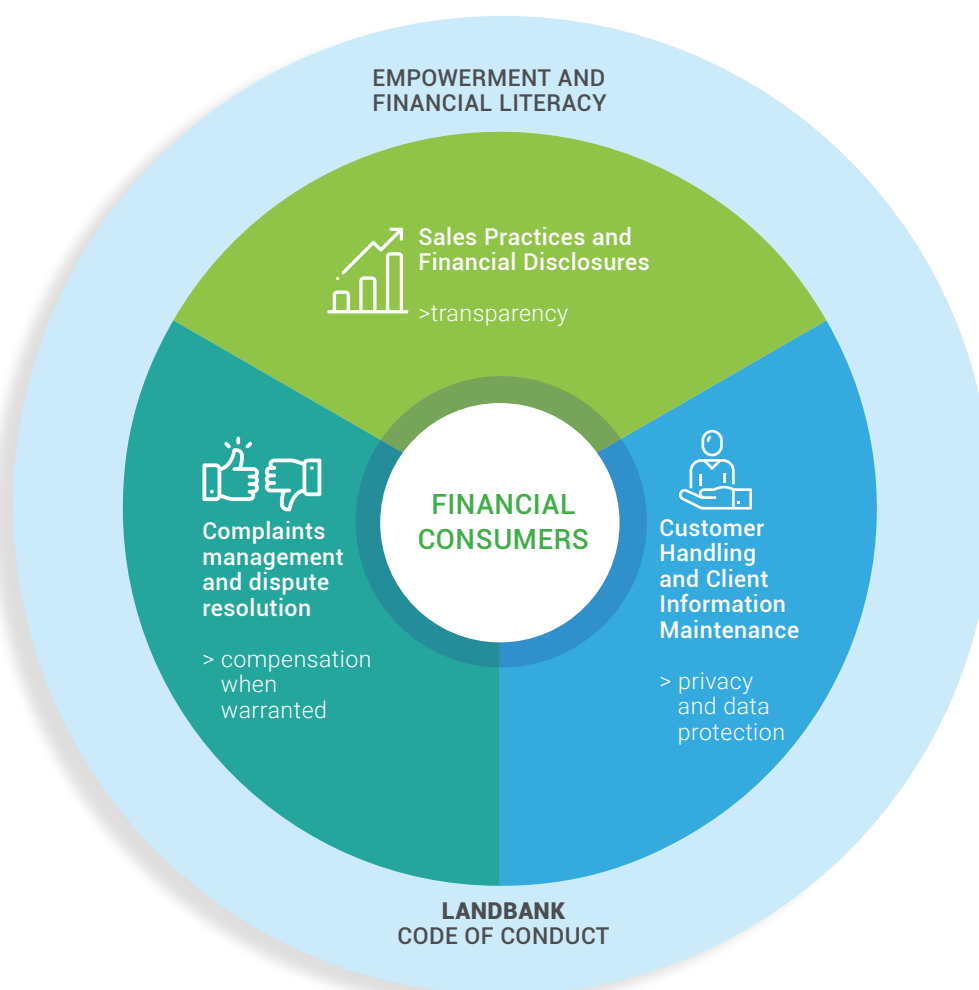 EMPOWERMENT AND
FINANCIAL LITERACY
Sales Practices and
Financial Disclosures
>transparency
FINANCIAL
CONSUMERS
Complaints
management
and dispute
resolution
> compensation
when
warranted
Customer
Handling
and Client
Information
Maintenance
> privacy
and data
protection
LANDBANK
CODE OF CONDUCT